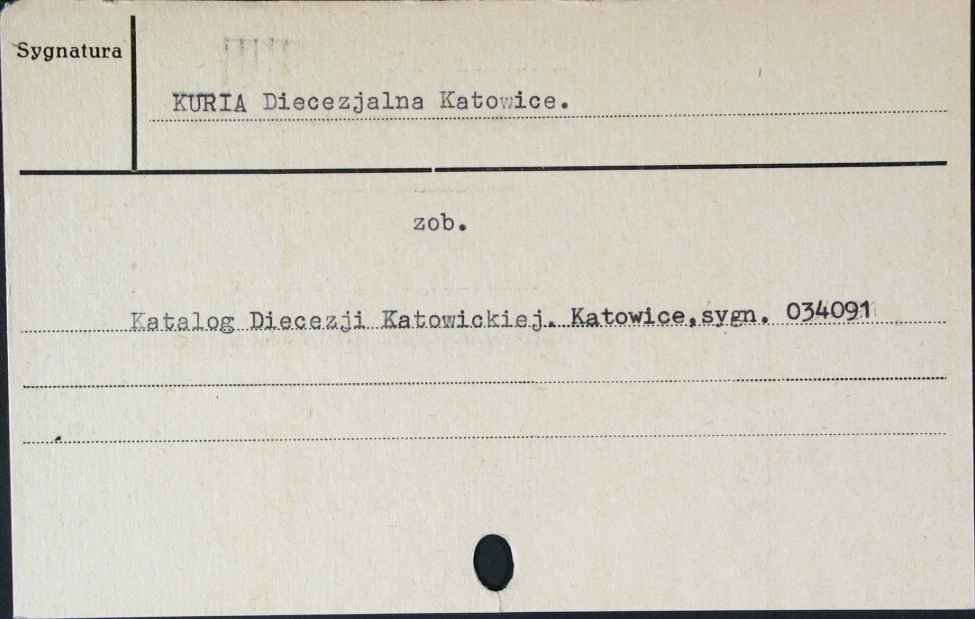 Sygnatura
KURIA Diecezjalna Katowice.
zob.
Katalog Diecezji Katowickiej. Katowice,sygn. 034091